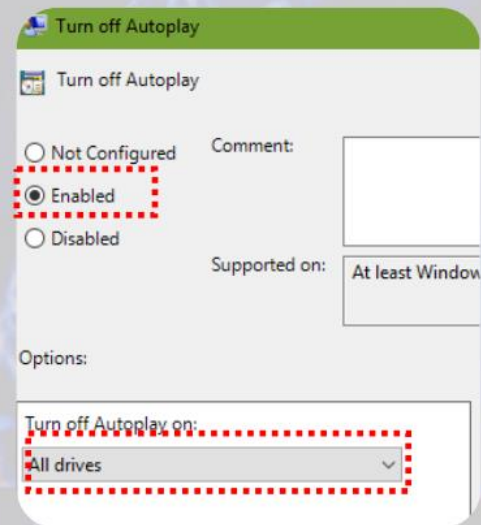 Turn off Autoplay
Turn off Autoplay
Not Configured
Comment:
Enabled
Disabled
Supported on:
At least Window
Options:
Turn off Autoplay on:
All drives